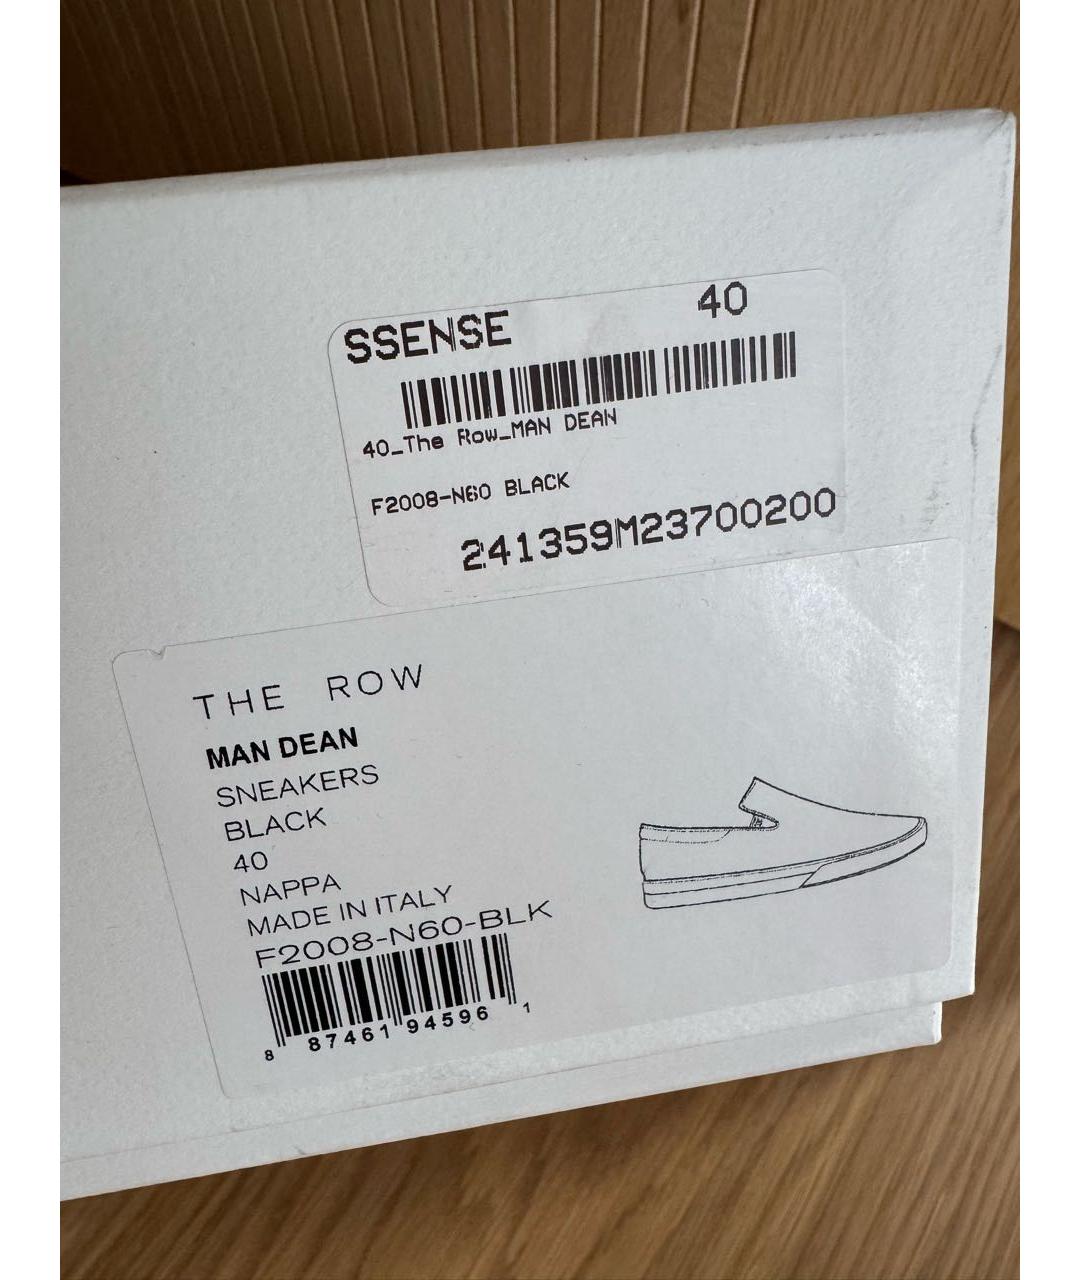 SSENSE 40
40_The Row_MAN DEAN
F2008-N60 BLACK
241359M23700200
THE ROW
MAN DEAN
SNEAKERS
BLACK
40
NAPPA
MADE IN ITALY
F2008-N60-BLK
8 87461 94596 1